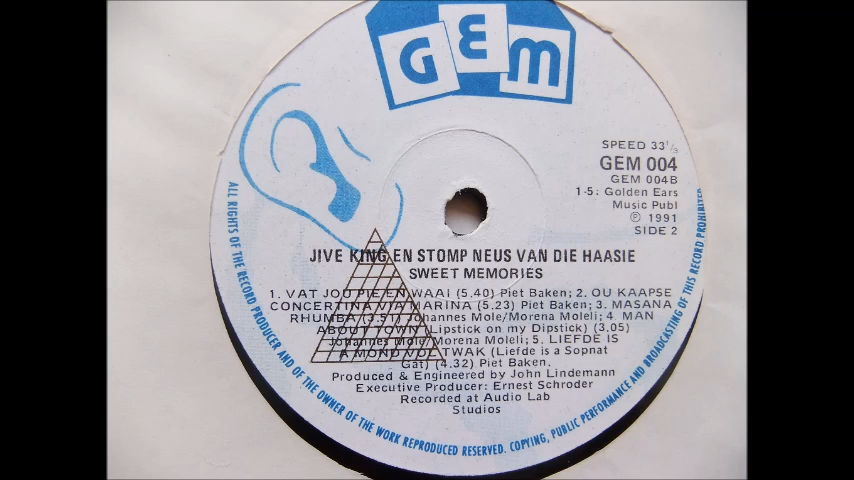 GEM
SPEED 33⅓
GEM 004
GEM 004B
1-5: Golden Ears
Music Publ
℗ 1991
SIDE 2
JIVE KING EN STOMP NEUS VAN DIE HAASIE
SWEET MEMORIES
1. VAT JOU PIE EN WAAI (5.40) Piet Baken; 2. OU KAAPSE
CONCERTINA VIA MARINA (5.23) Piet Baken; 3. MASANA
RHUMBA (3.51) Johannes Mole/Morena Moleli; 4. MAN
ABOUT TOWN (Lipstick on my Dipstick) (3.05)
Johannes Mole/Morena Moleli; 5. LIEFDE IS
A MOND VOL TWAK (Liefde is a Sopnat
Gat) (4.32) Piet Baken.
Produced & Engineered by John Lindemann
Executive Producer: Ernest Schroder
Recorded at Audio Lab
Studios
ALL RIGHTS OF THE RECORD PRODUCER AND OF THE OWNER OF THE WORK REPRODUCED RESERVED. COPYING, PUBLIC PERFORMANCE AND BROADCASTING OF THIS RECORD PROHIBITED